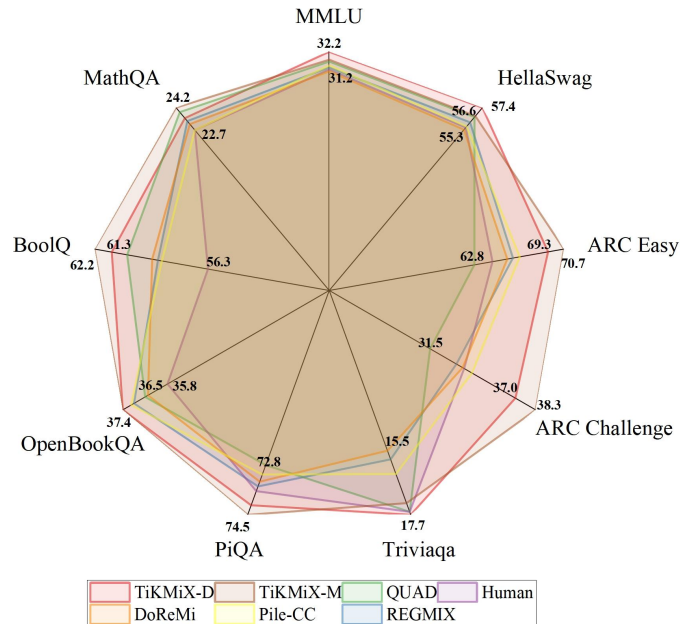 MMLU
32.2
31.2
MathQA
24.2
22.7
HellaSwag
56.6
57.4
55.3
BoolQ
61.3
62.2
56.3
ARC Easy
69.3
70.7
62.8
31.5
37.0
38.3
ARC Challenge
36.5
35.8
37.4
OpenBookQA
72.8
74.5
PiQA
15.5
17.7
Triviaqa
TiKMiX-D TiKMiX-M QUAD Human
DoReMi Pile-CC REGMIX